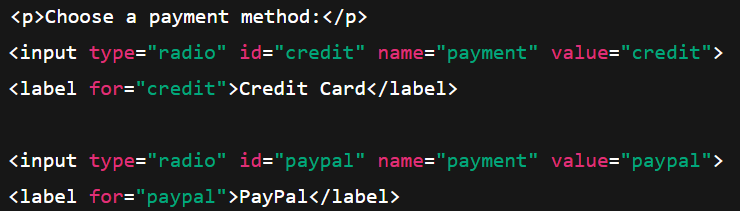 <p>Choose a payment method:</p>
<input type="radio" id="credit" name="payment" value="credit">
<label for="credit">Credit Card</label>
<input type="radio" id="paypal" name="payment" value="paypal">
<label for="paypal">PayPal</label>